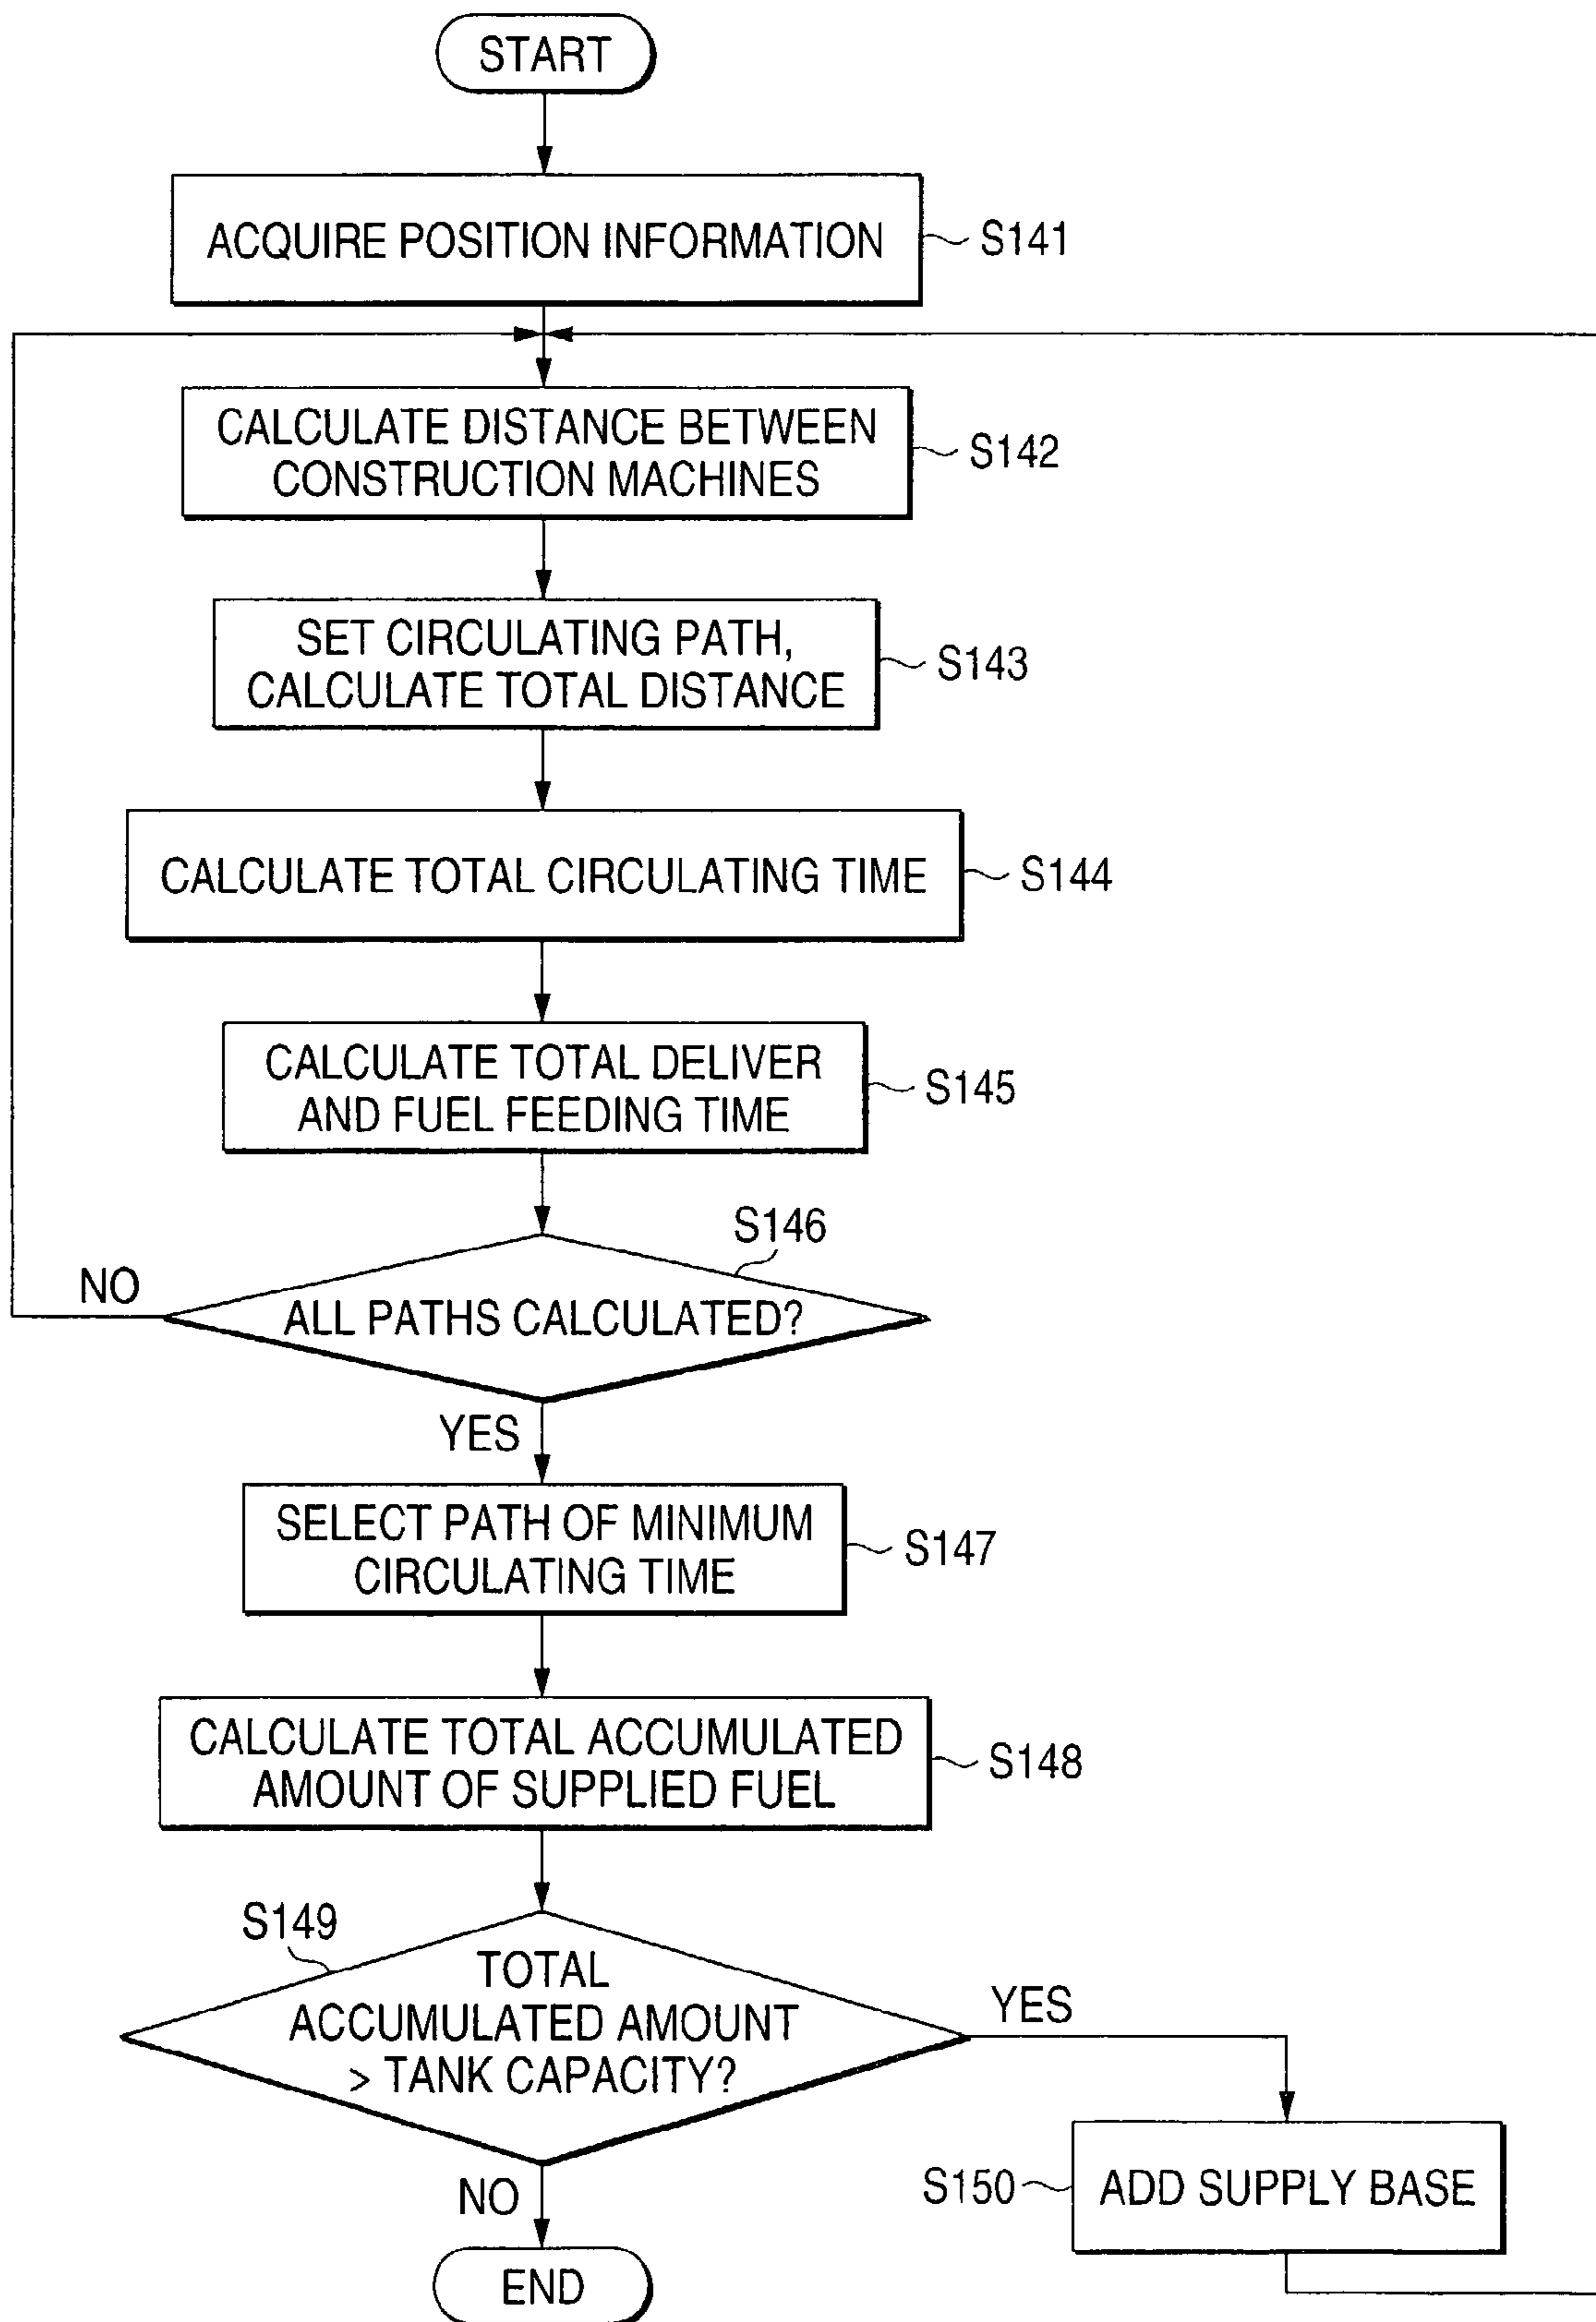 START
ACQUIRE POSITION INFORMATION
S141
CALCULATE DISTANCE BETWEEN
CONSTRUCTION MACHINES
S142
SET CIRCULATING PATH,
CALCULATE TOTAL DISTANCE
S143
CALCULATE TOTAL CIRCULATING TIME
S144
CALCULATE TOTAL DELIVER
AND FUEL FEEDING TIME
S145
S146
NO
ALL PATHS CALCULATED?
YES
SELECT PATH OF MINIMUM
CIRCULATING TIME
S147
CALCULATE TOTAL ACCUMULATED
AMOUNT OF SUPPLIED FUEL
S148
S149
TOTAL
ACCUMULATED AMOUNT
> TANK CAPACITY?
YES
NO
S150
ADD SUPPLY BASE
END